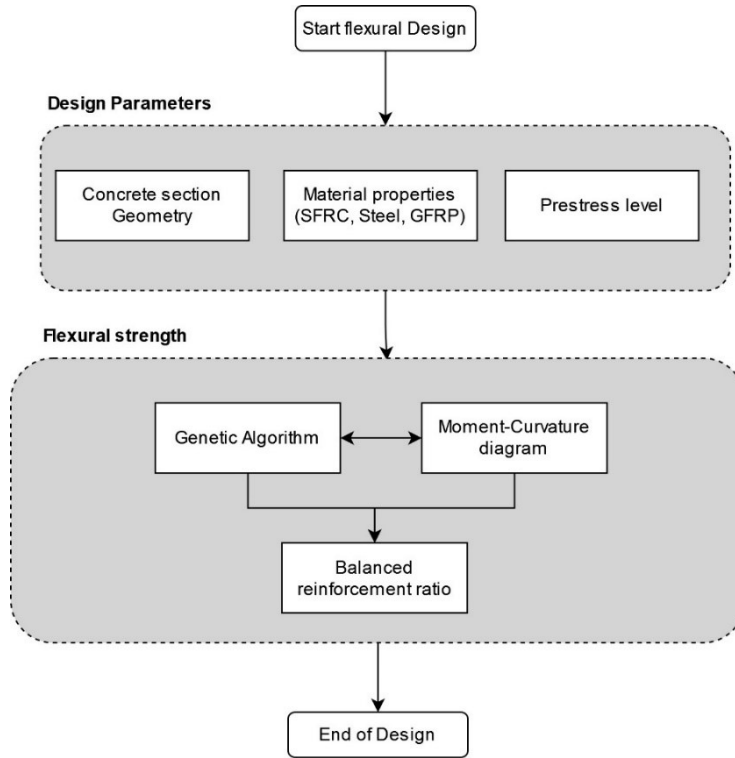 Start flexural Design
Design Parameters
Concrete section
Geometry
Material properties
(SFRC, Steel, GFRP)
Prestress level
Flexural strength
Genetic Algorithm
Moment-Curvature
diagram
Balanced
reinforcement ratio
End of Design